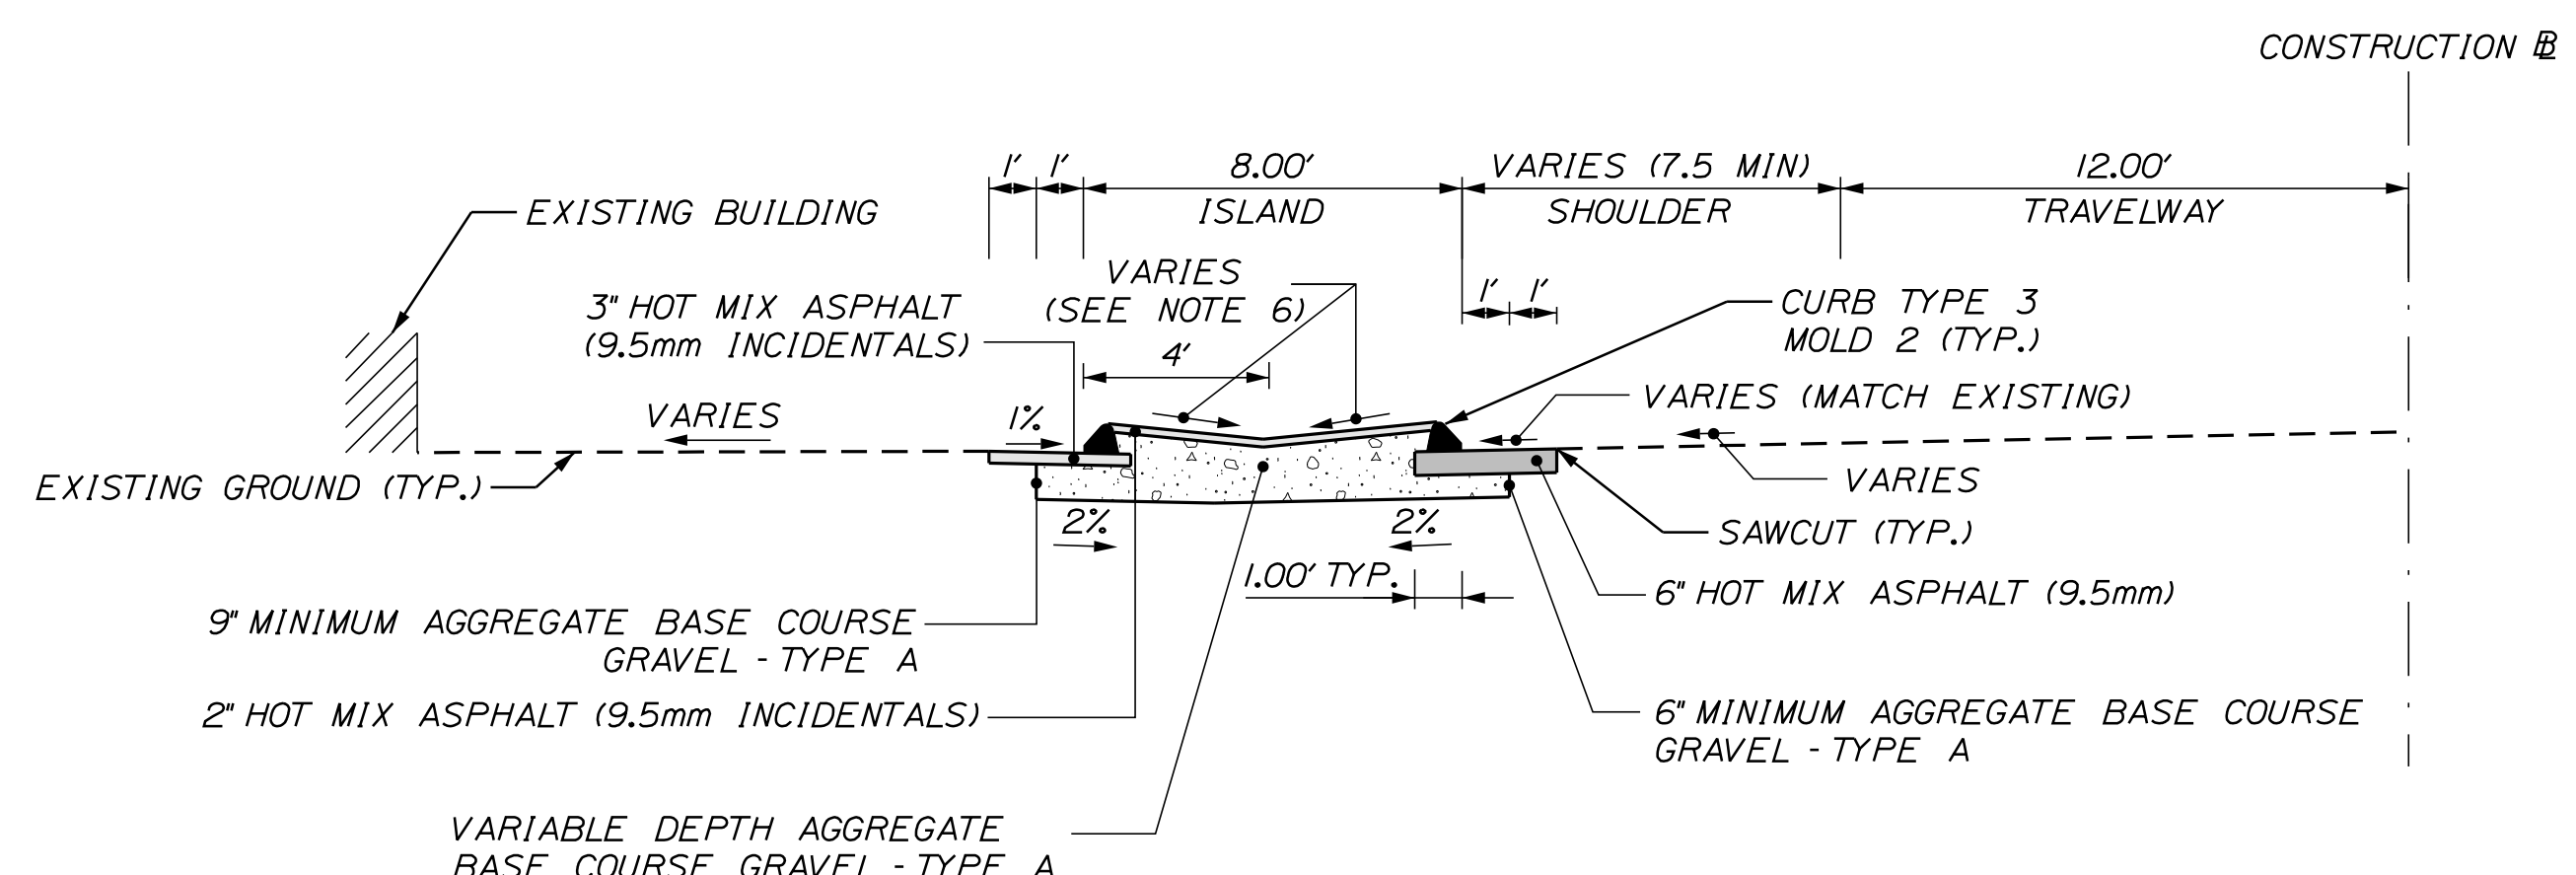 CONSTRUCTION BL
1' 1' 8.00' VARIES (7.5 MIN) 12.00'
EXISTING BUILDING ISLAND SHOULDER TRAVELWAY
VARIES
(SEE NOTE 6)
1' 1'
3" HOT MIX ASPHALT
(9.5mm INCIDENTALS)
CURB TYPE 3
MOLD 2 (TYP.)
4'
VARIES (MATCH EXISTING)
VARIES
1%
EXISTING GROUND (TYP.)
VARIES
2% 2%
SAWCUT (TYP.)
1.00' TYP.
6" HOT MIX ASPHALT (9.5mm)
9" MINIMUM AGGREGATE BASE COURSE
GRAVEL - TYPE A
2" HOT MIX ASPHALT (9.5mm INCIDENTALS)
6" MINIMUM AGGREGATE BASE COURSE
GRAVEL - TYPE A
VARIABLE DEPTH AGGREGATE
BASE COURSE GRAVEL - TYPE A